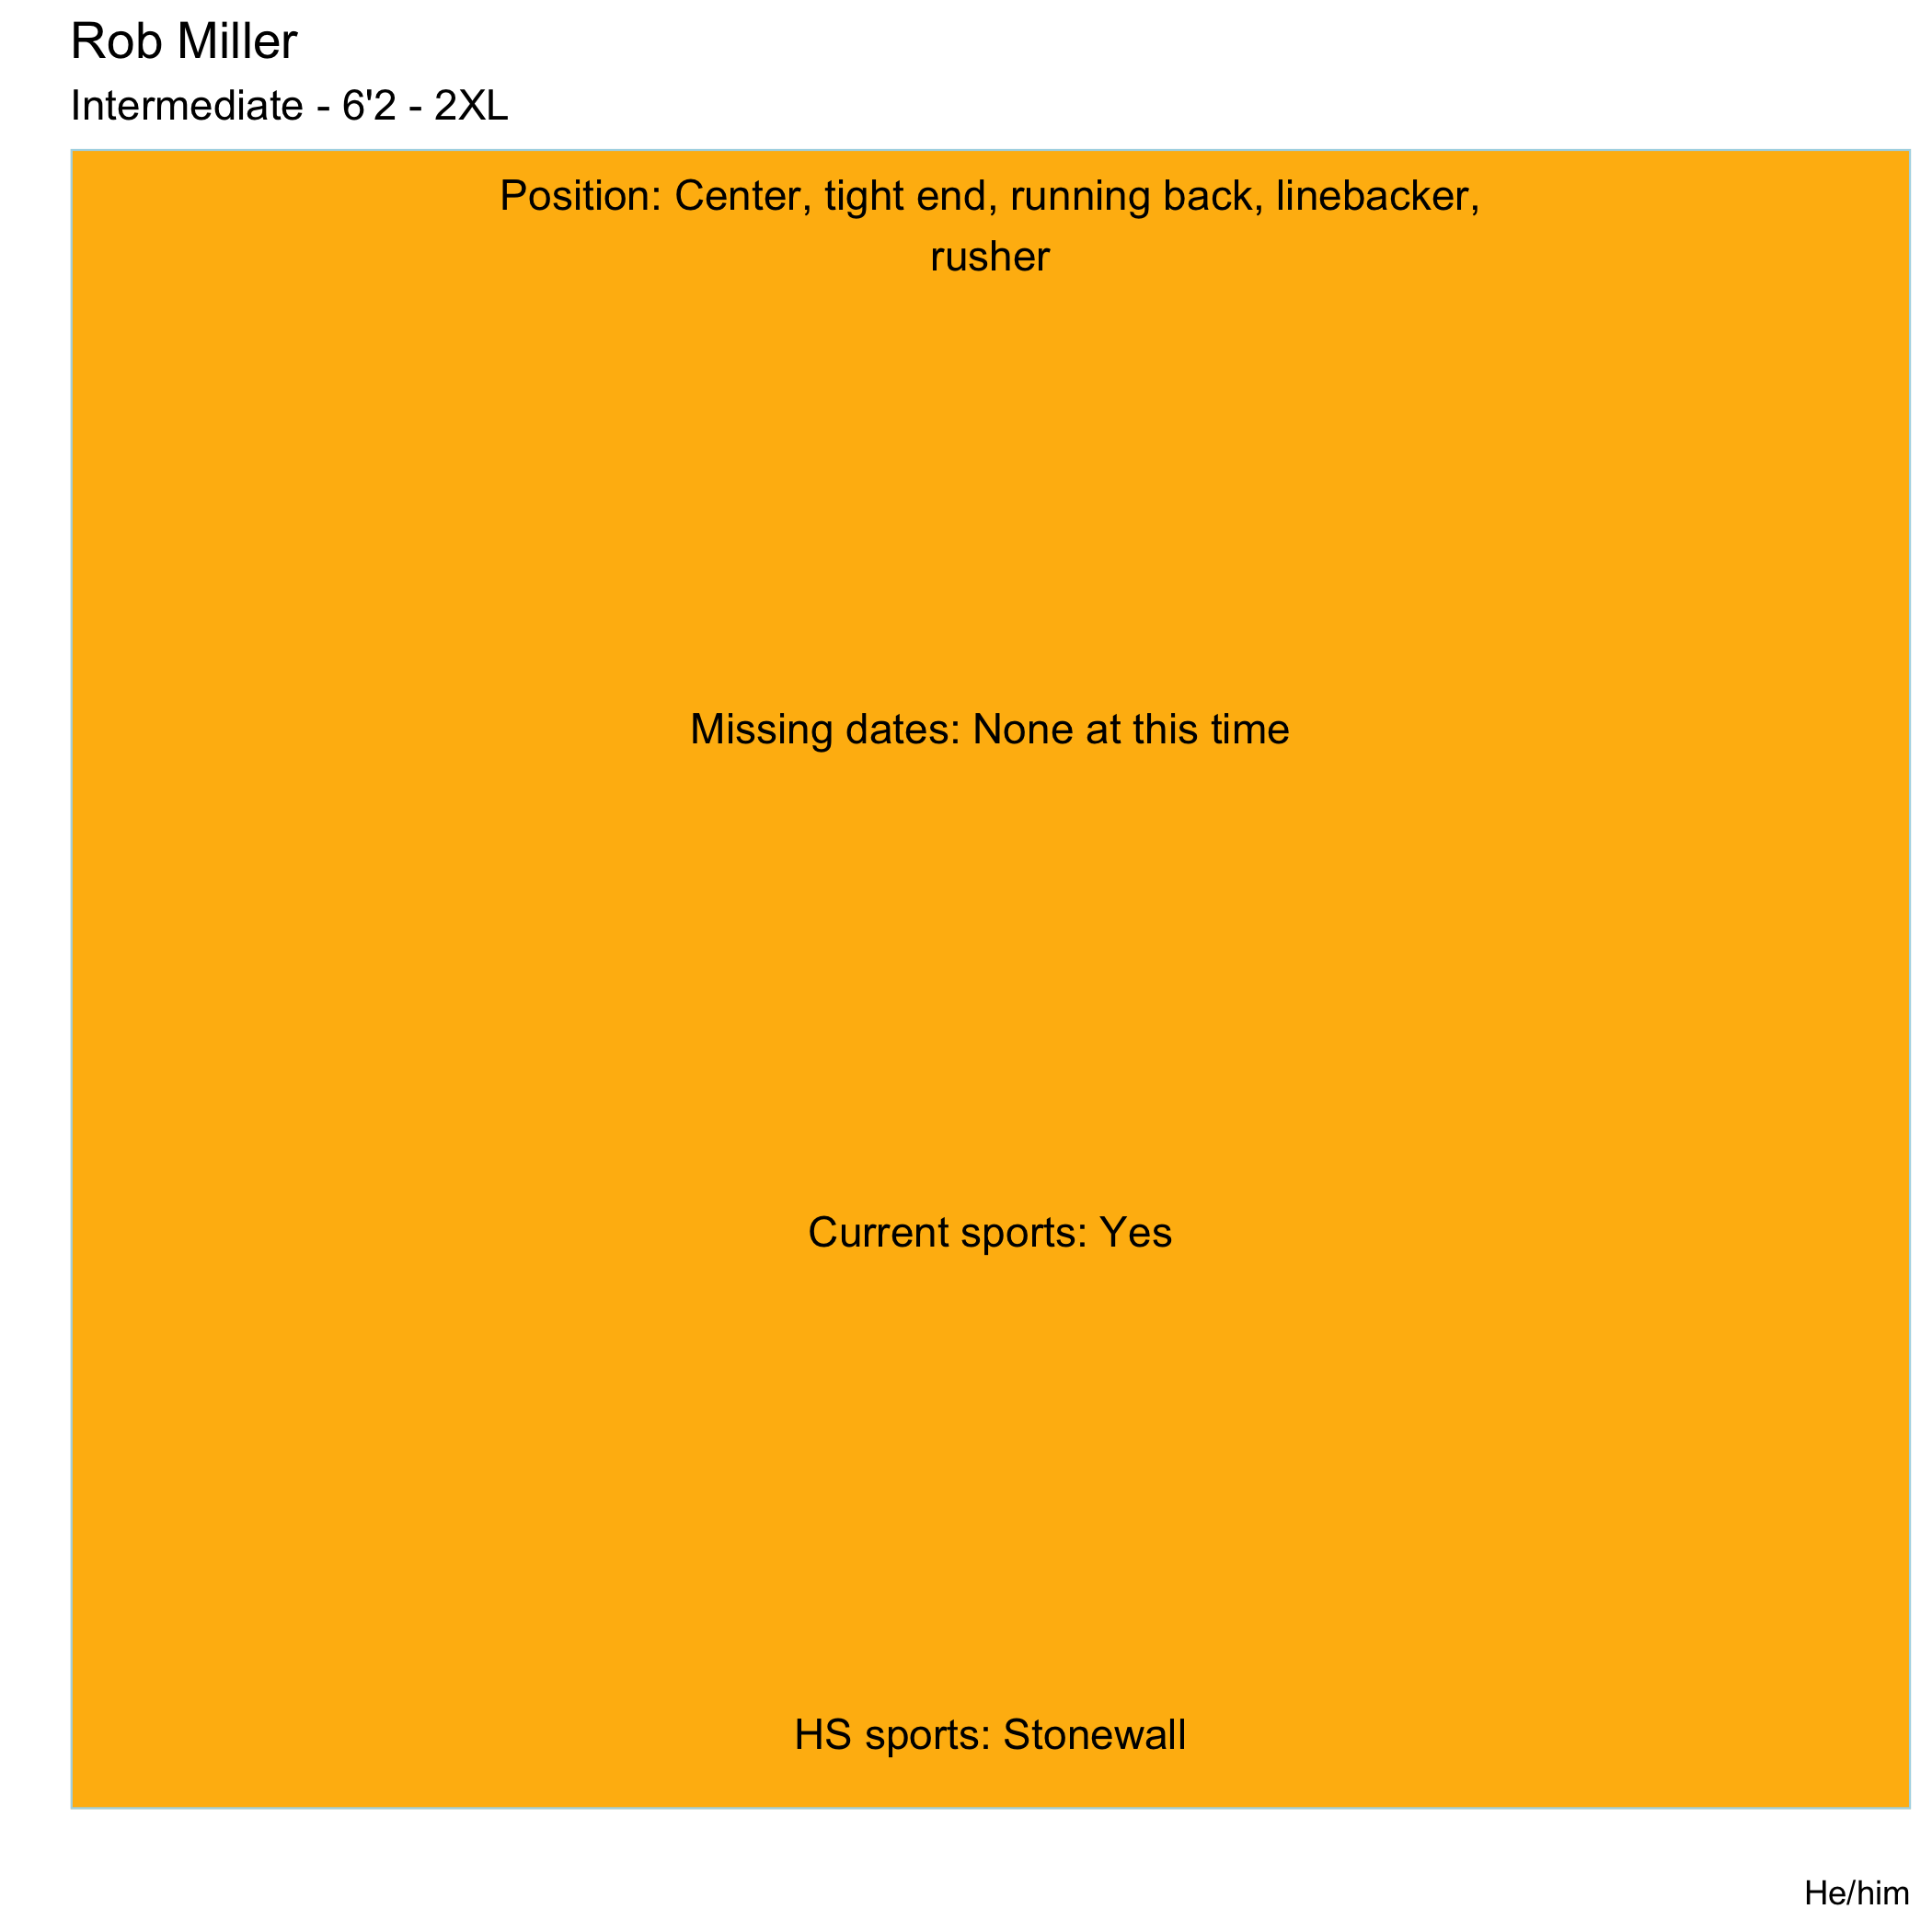 Rob Miller
Intermediate - 6'2 - 2XL
Position: Center, tight end, running back, linebacker,
rusher
Missing dates: None at this time
Current sports: Yes
HS sports: Stonewall
He/him